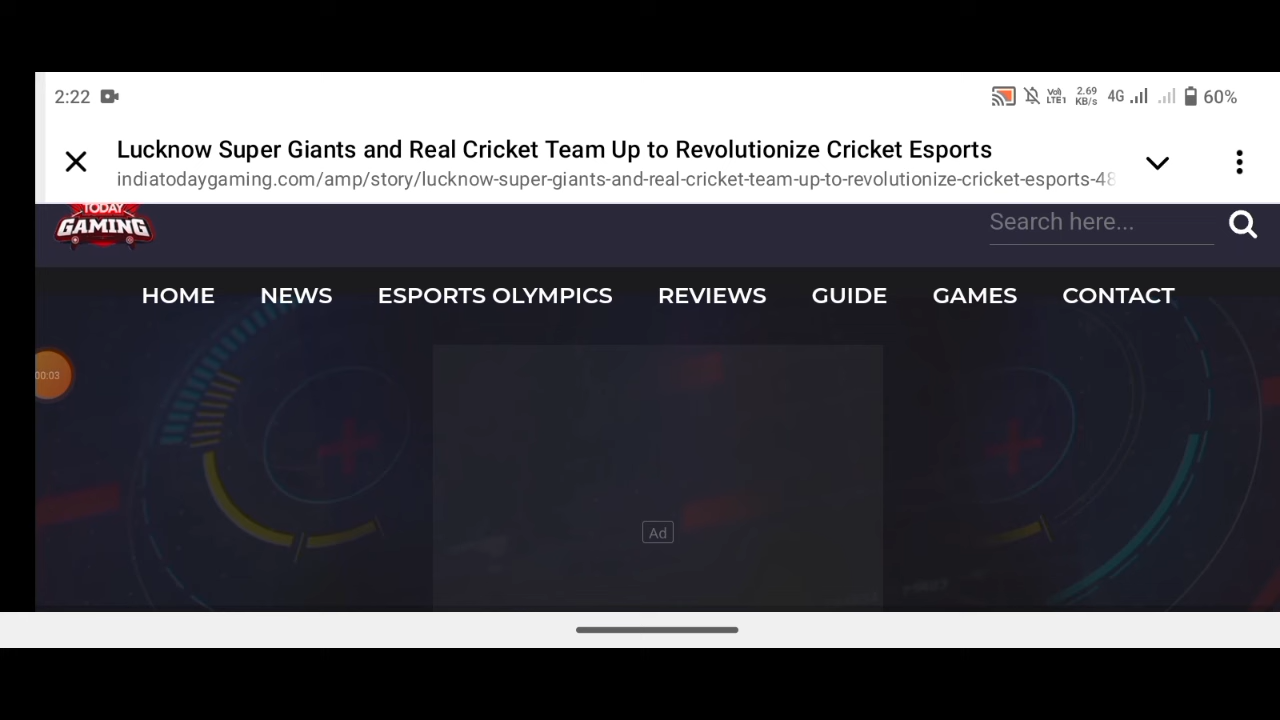 2:22
Vo)
LTE1
2.69
KB/s
4G
60%
Lucknow Super Giants and Real Cricket Team Up to Revolutionize Cricket Esports
indiatodaygaming.com/amp/story/lucknow-super-giants-and-real-cricket-team-up-to-revolutionize-cricket-esports-48
TODAY
GAMING
Search here...
HOME NEWS ESPORTS OLYMPICS REVIEWS GUIDE GAMES CONTACT
00:03
Ad